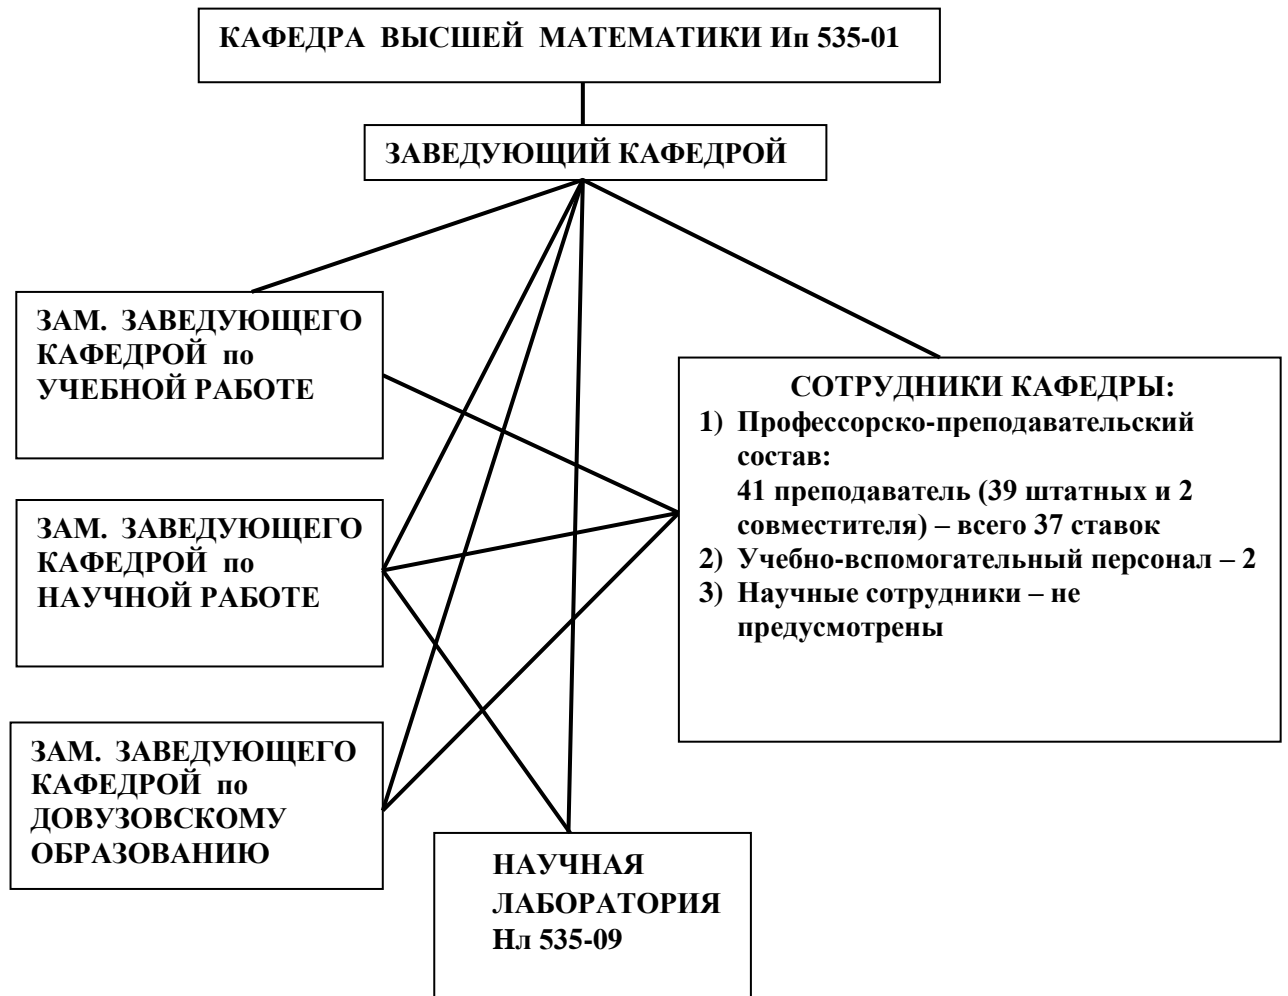 КАФЕДРА ВЫСШЕЙ МАТЕМАТИКИ Ип 535-01
ЗАВЕДУЮЩИЙ КАФЕДРОЙ
ЗАМ. ЗАВЕДУЮЩЕГО
КАФЕДРОЙ по
УЧЕБНОЙ РАБОТЕ
ЗАМ. ЗАВЕДУЮЩЕГО
КАФЕДРОЙ по
НАУЧНОЙ РАБОТЕ
ЗАМ. ЗАВЕДУЮЩЕГО
КАФЕДРОЙ по
ДОВУЗОВСКОМУ
ОБРАЗОВАНИЮ
СОТРУДНИКИ КАФЕДРЫ:
1) Профессорско-преподавательский
состав:
41 преподаватель (39 штатных и 2
совместителя) – всего 37 ставок
2) Учебно-вспомогательный персонал – 2
3) Научные сотрудники – не
предусмотрены
НАУЧНАЯ
ЛАБОРАТОРИЯ
Нл 535-09